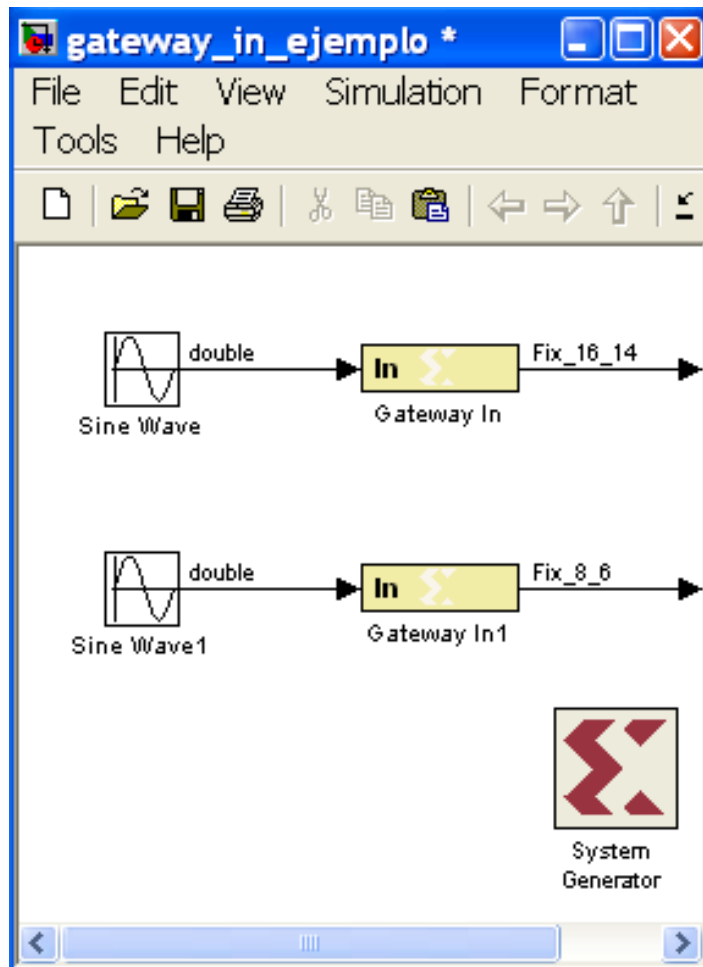 gateway_in_ejemplo *
File Edit View Simulation Format
Tools Help
double
In
Fix_16_14
Sine Wave
Gateway In
double
In
Fix_8_6
Sine Wave1
Gateway In1
System
Generator